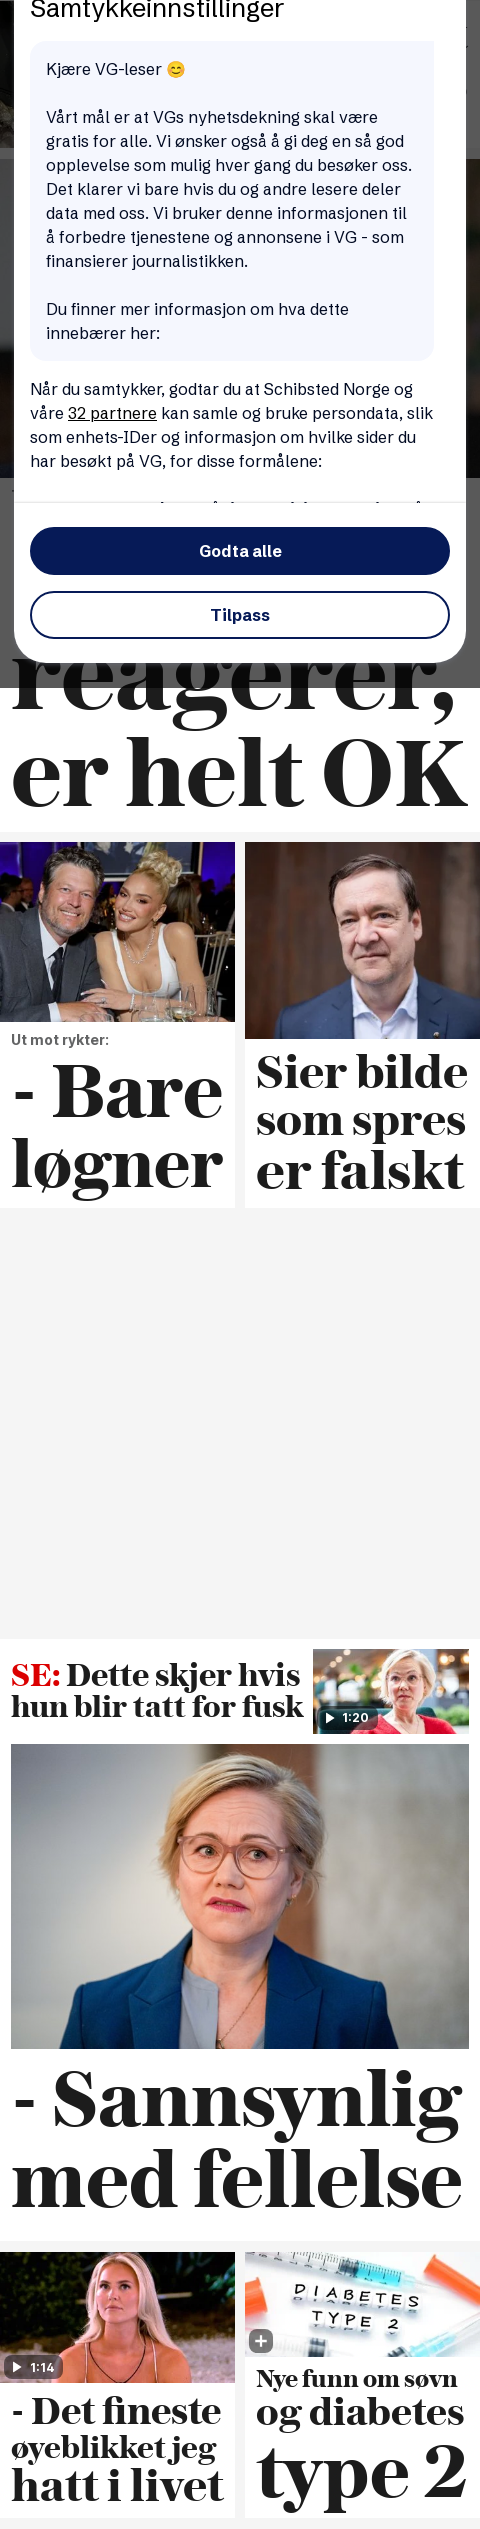 Samtykkeinnstillinger
Kjære VG-leser 😊
Vårt mål er at VGs nyhetsdekning skal være
gratis for alle. Vi ønsker også å gi deg en så god
opplevelse som mulig hver gang du besøker oss.
Det klarer vi bare hvis du og andre lesere deler
data med oss. Vi bruker denne informasjonen til
å forbedre tjenestene og annonsene i VG - som
finansierer journalistikken.
Du finner mer informasjon om hva dette
innebærer her:
Når du samtykker, godtar du at Schibsted Norge og
våre 32 partnere kan samle og bruke persondata, slik
som enhets-IDer og informasjon om hvilke sider du
har besøkt på VG, for disse formålene:
Godta alle
Tilpass
reagerer,
er helt OK
Ut mot rykter:
- Bare
løgner
Sier bilde
som spres
er falskt
SE: Dette skjer hvis
hun blir tatt for fusk
1:20
- Sannsynlig
med fellelse
1:14
- Det fineste
øyeblikket jeg
hatt i livet
DIABETES
TYPE 2
Nye funn om søvn
og diabetes
type 2